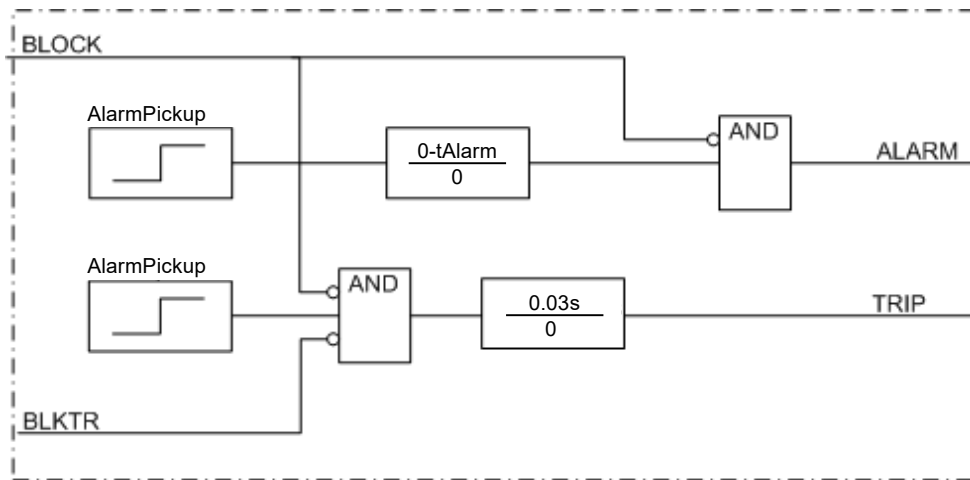 BLOCK
AlarmPickup
0-tAlarm
0
AND
ALARM
AlarmPickup
AND
0.03s
0
TRIP
BLKTR